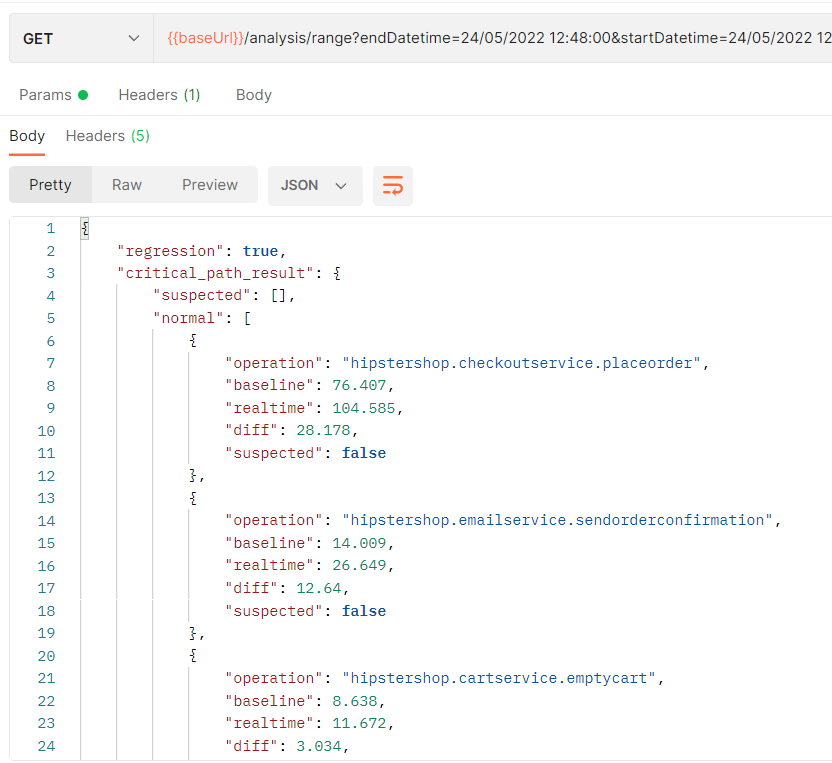 GET {{baseUrl}}/analysis/range?endDatetime=24/05/2022 12:48:00&startDatetime=24/05/2022 12
Params Headers (1) Body
Body Headers (5)
Pretty Raw Preview JSON
1 {
2 "regression": true,
3 "critical_path_result": {
4 "suspected": [],
5 "normal": [
6 {
7 "operation": "hipstershop.checkoutservice.placeorder",
8 "baseline": 76.407,
9 "realtime": 104.585,
10 "diff": 28.178,
11 "suspected": false
12 },
13 {
14 "operation": "hipstershop.emailservice.sendorderconfirmation",
15 "baseline": 14.009,
16 "realtime": 26.649,
17 "diff": 12.64,
18 "suspected": false
19 },
20 {
21 "operation": "hipstershop.cartservice.emptycart",
22 "baseline": 8.638,
23 "realtime": 11.672,
24 "diff": 3.034,